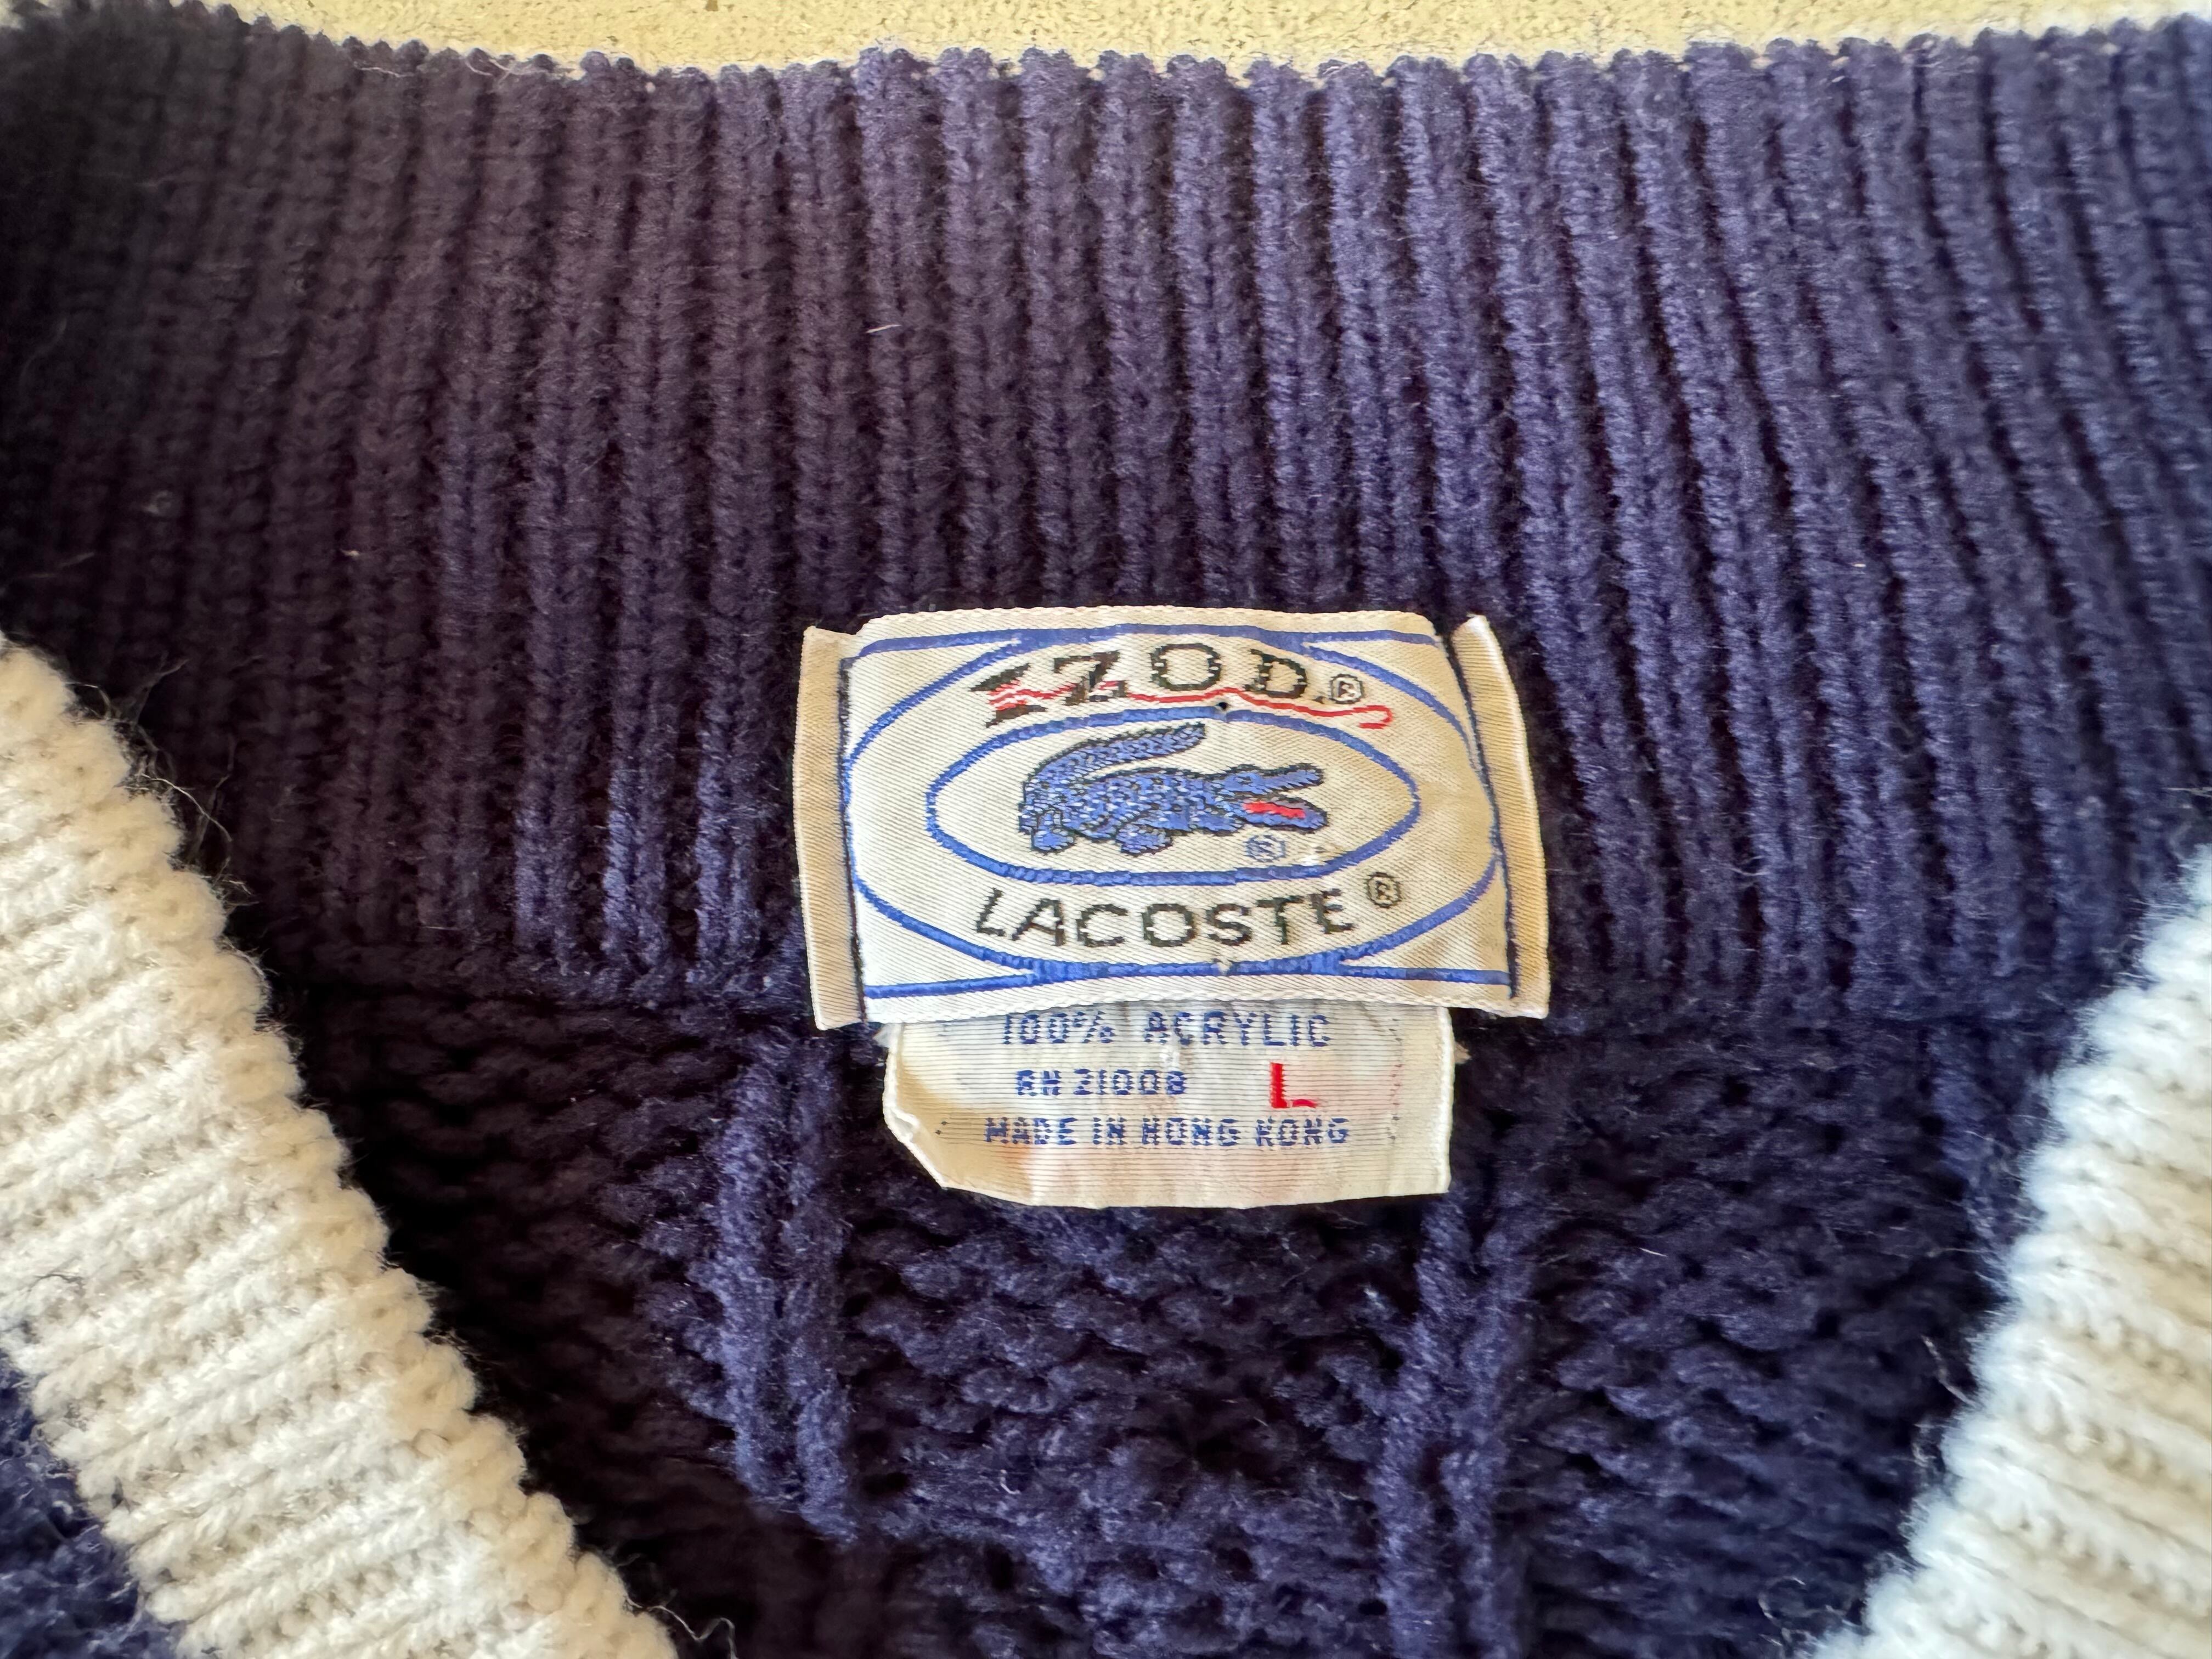 IZOD.®
®
LACOSTE®
100% ACRYLIC
RN 21008 L
MADE IN HONG KONG